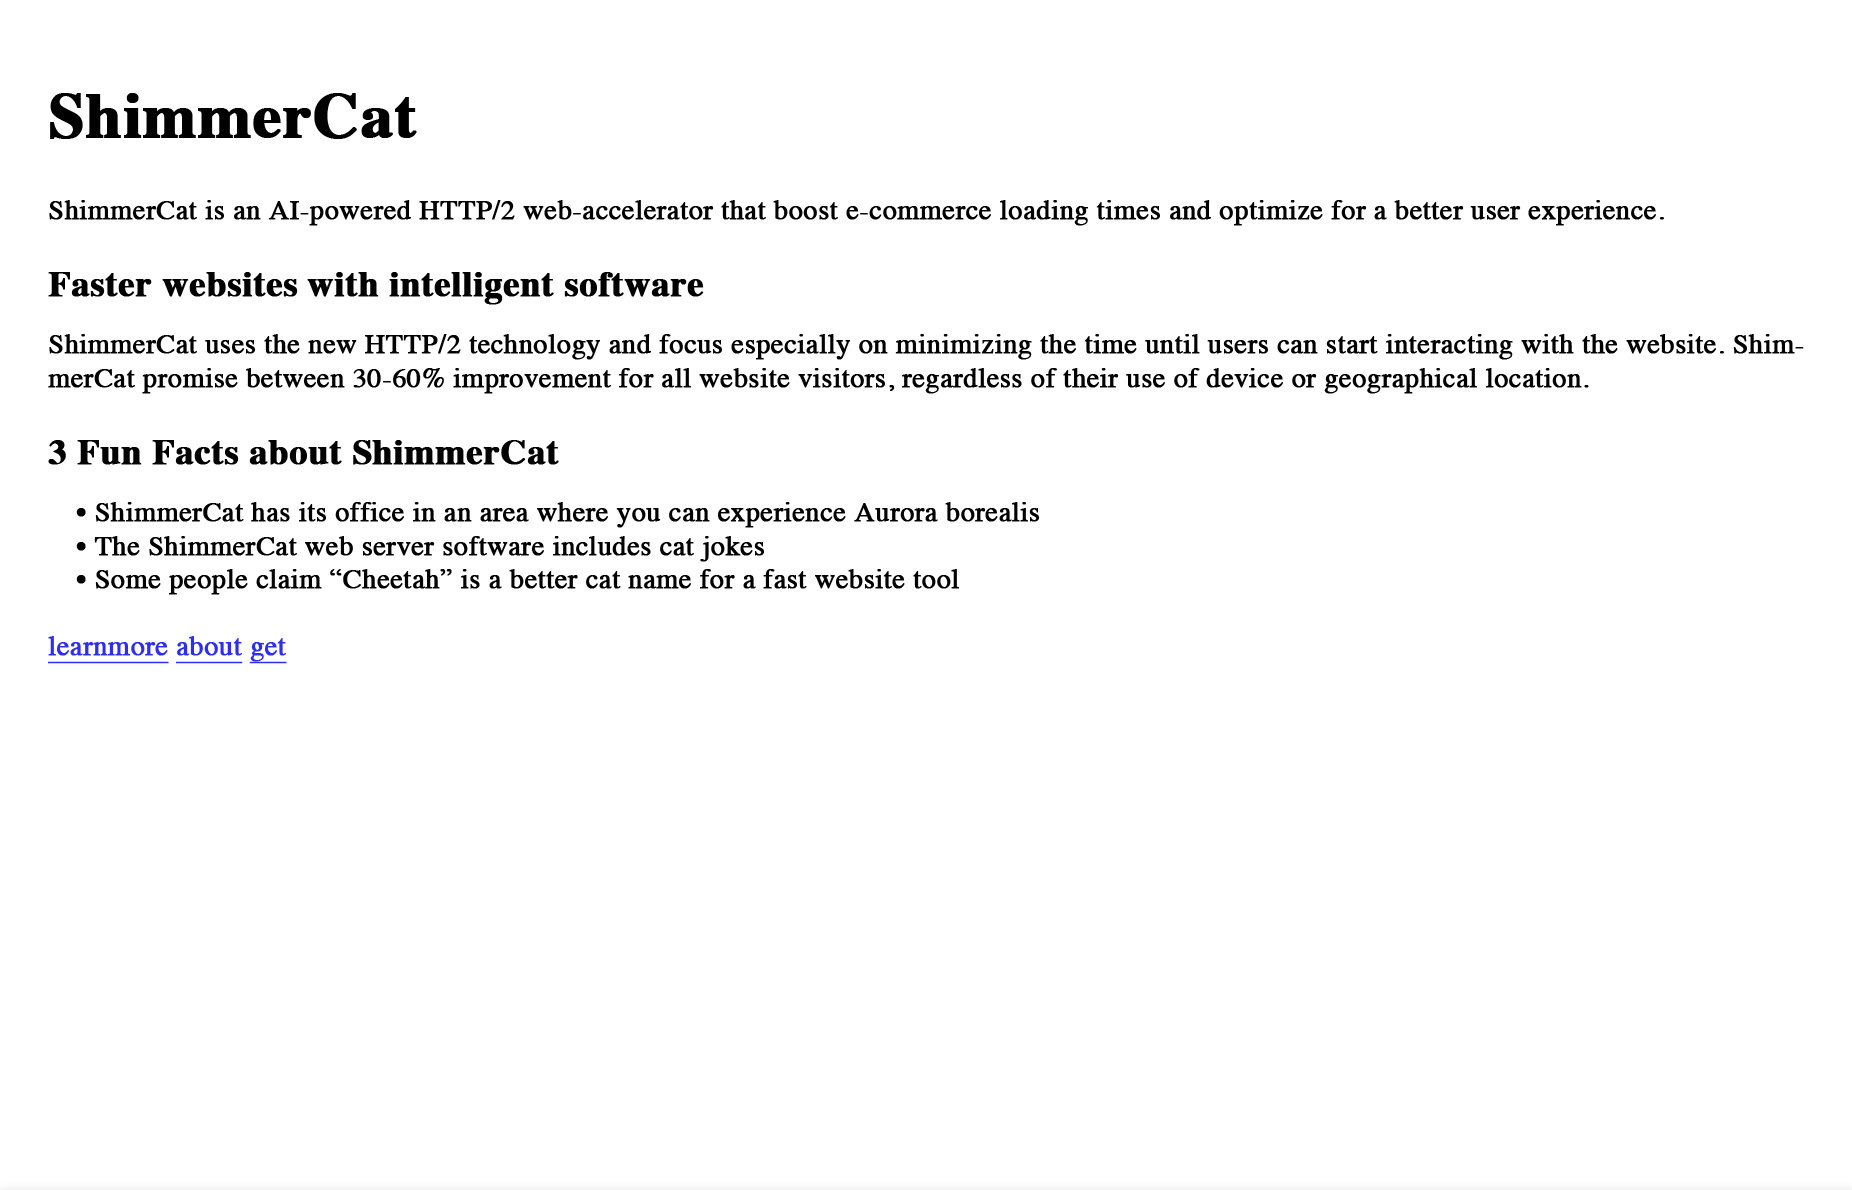 ShimmerCat
ShimmerCat is an AI-powered HTTP/2 web-accelerator that boost e-commerce loading times and optimize for a better user experience.
Faster websites with intelligent software
ShimmerCat uses the new HTTP/2 technology and focus especially on minimizing the time until users can start interacting with the website. Shim-
merCat promise between 30-60% improvement for all website visitors, regardless of their use of device or geographical location.
3 Fun Facts about ShimmerCat
• ShimmerCat has its office in an area where you can experience Aurora borealis
• The ShimmerCat web server software includes cat jokes
• Some people claim “Cheetah” is a better cat name for a fast website tool
learnmore about get